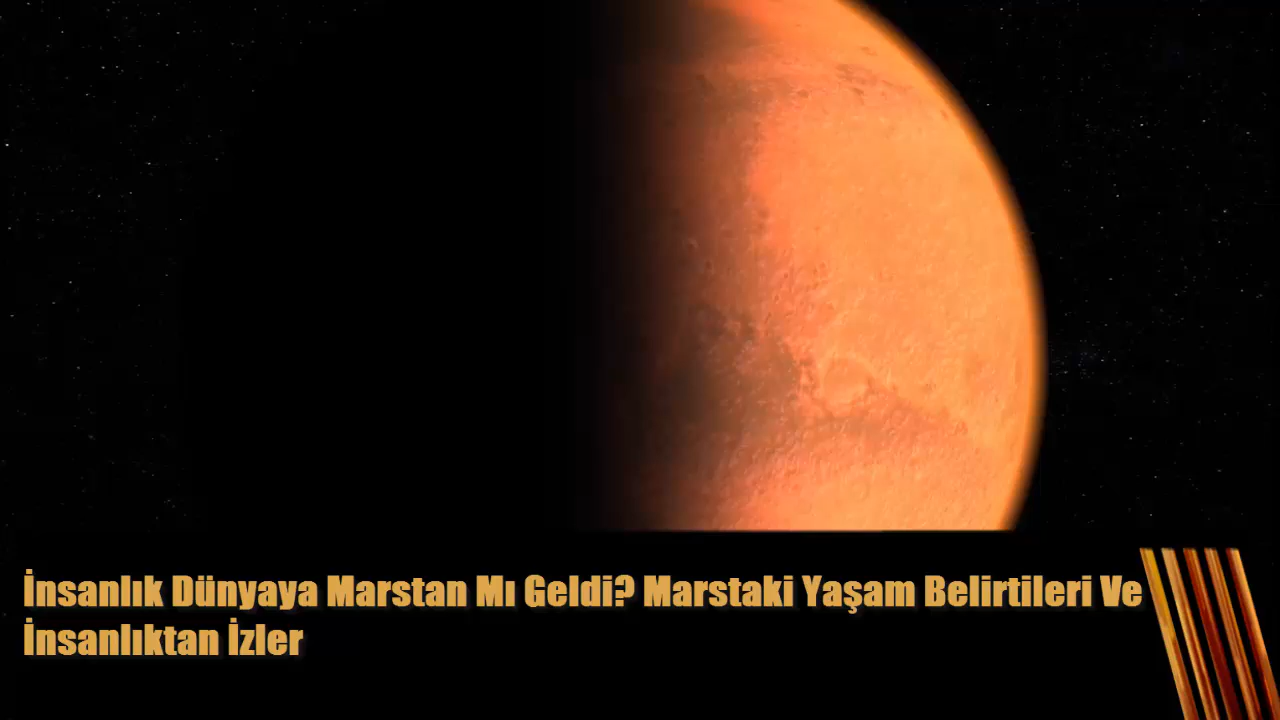 İnsanlık Dünyaya Marstan Mı Geldi? Marstaki Yaşam Belirtileri Ve
İnsanlıktan İzler